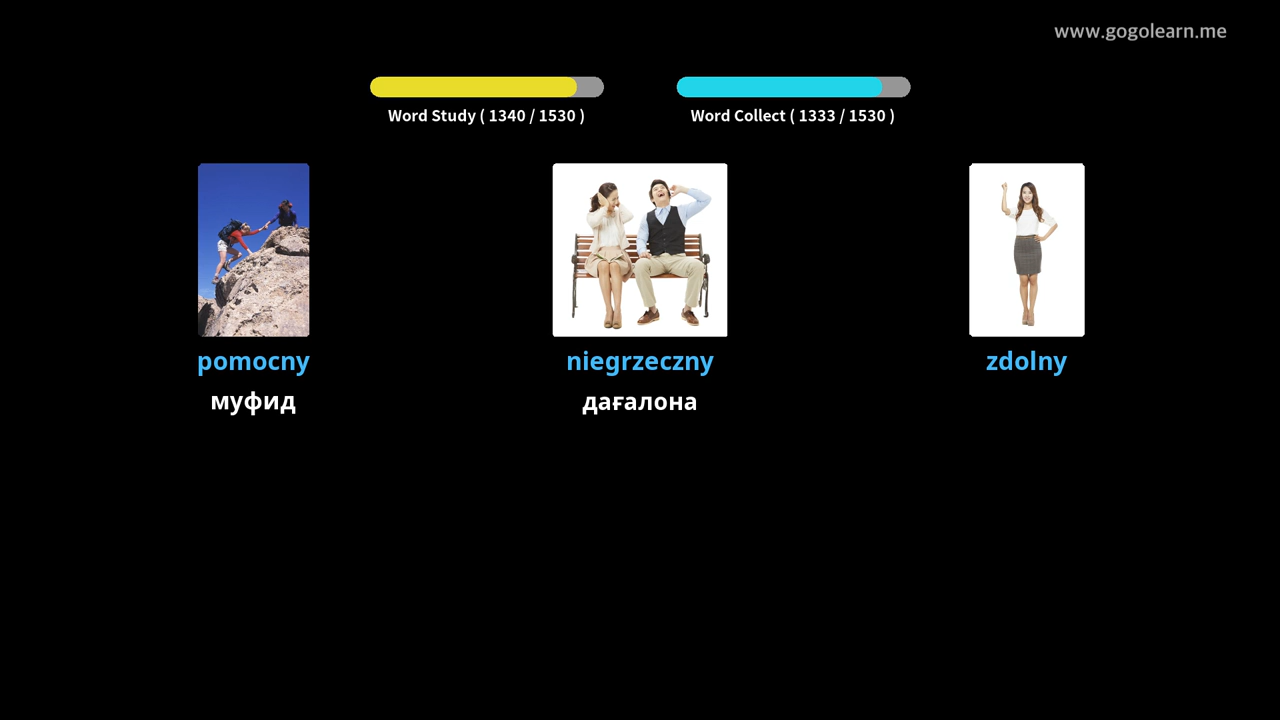 www.gogolearn.me
Word Study ( 1340 / 1530 )
Word Collect ( 1333 / 1530 )
pomocny
niegrzeczny
zdolny
муфид
дағалона